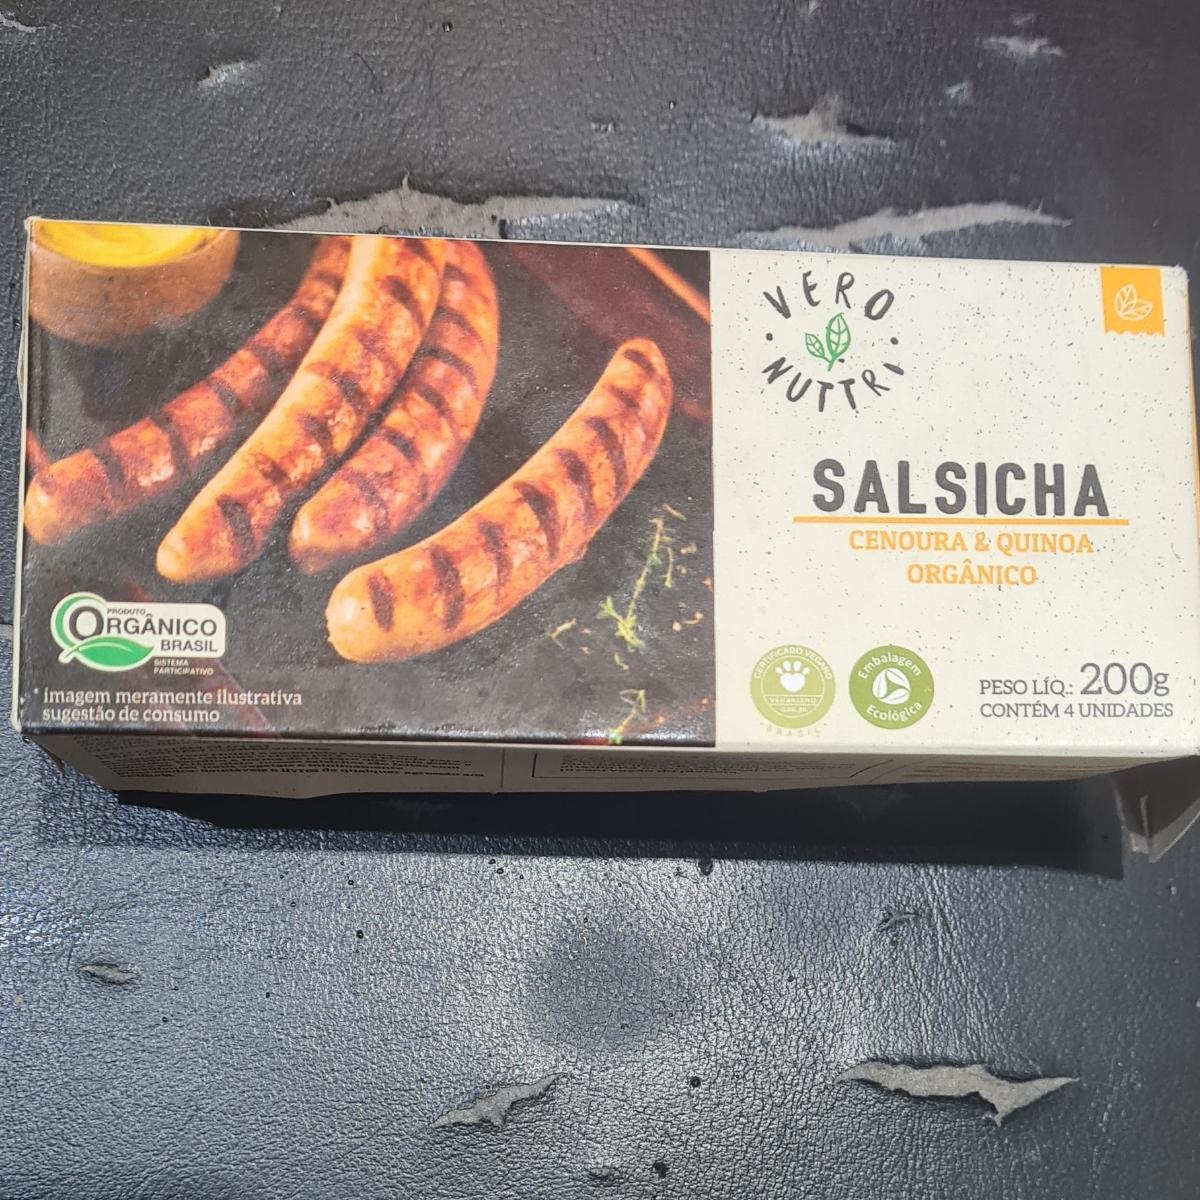 VERO
NUTTRI
SALSICHA
CENOURA & QUINOA
ORGÂNICO
PRODUTO
ORGÂNICO
BRASIL
SISTEMA
PARTICIPATIVO
* imagem meramente ilustrativa
sugestão de consumo
CERTIFICADO VEGANO
VEGANISMO
BRASIL
Embalagem
Ecológica
PESO LÍQ.: 200g
CONTÉM 4 UNIDADES